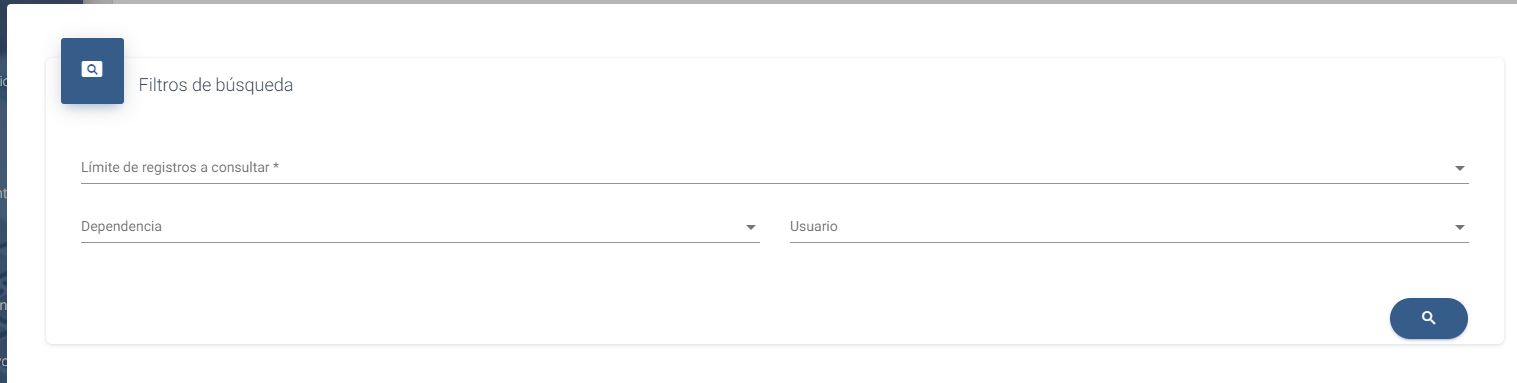 Filtros de búsqueda
Límite de registros a consultar *
Dependencia
Usuario